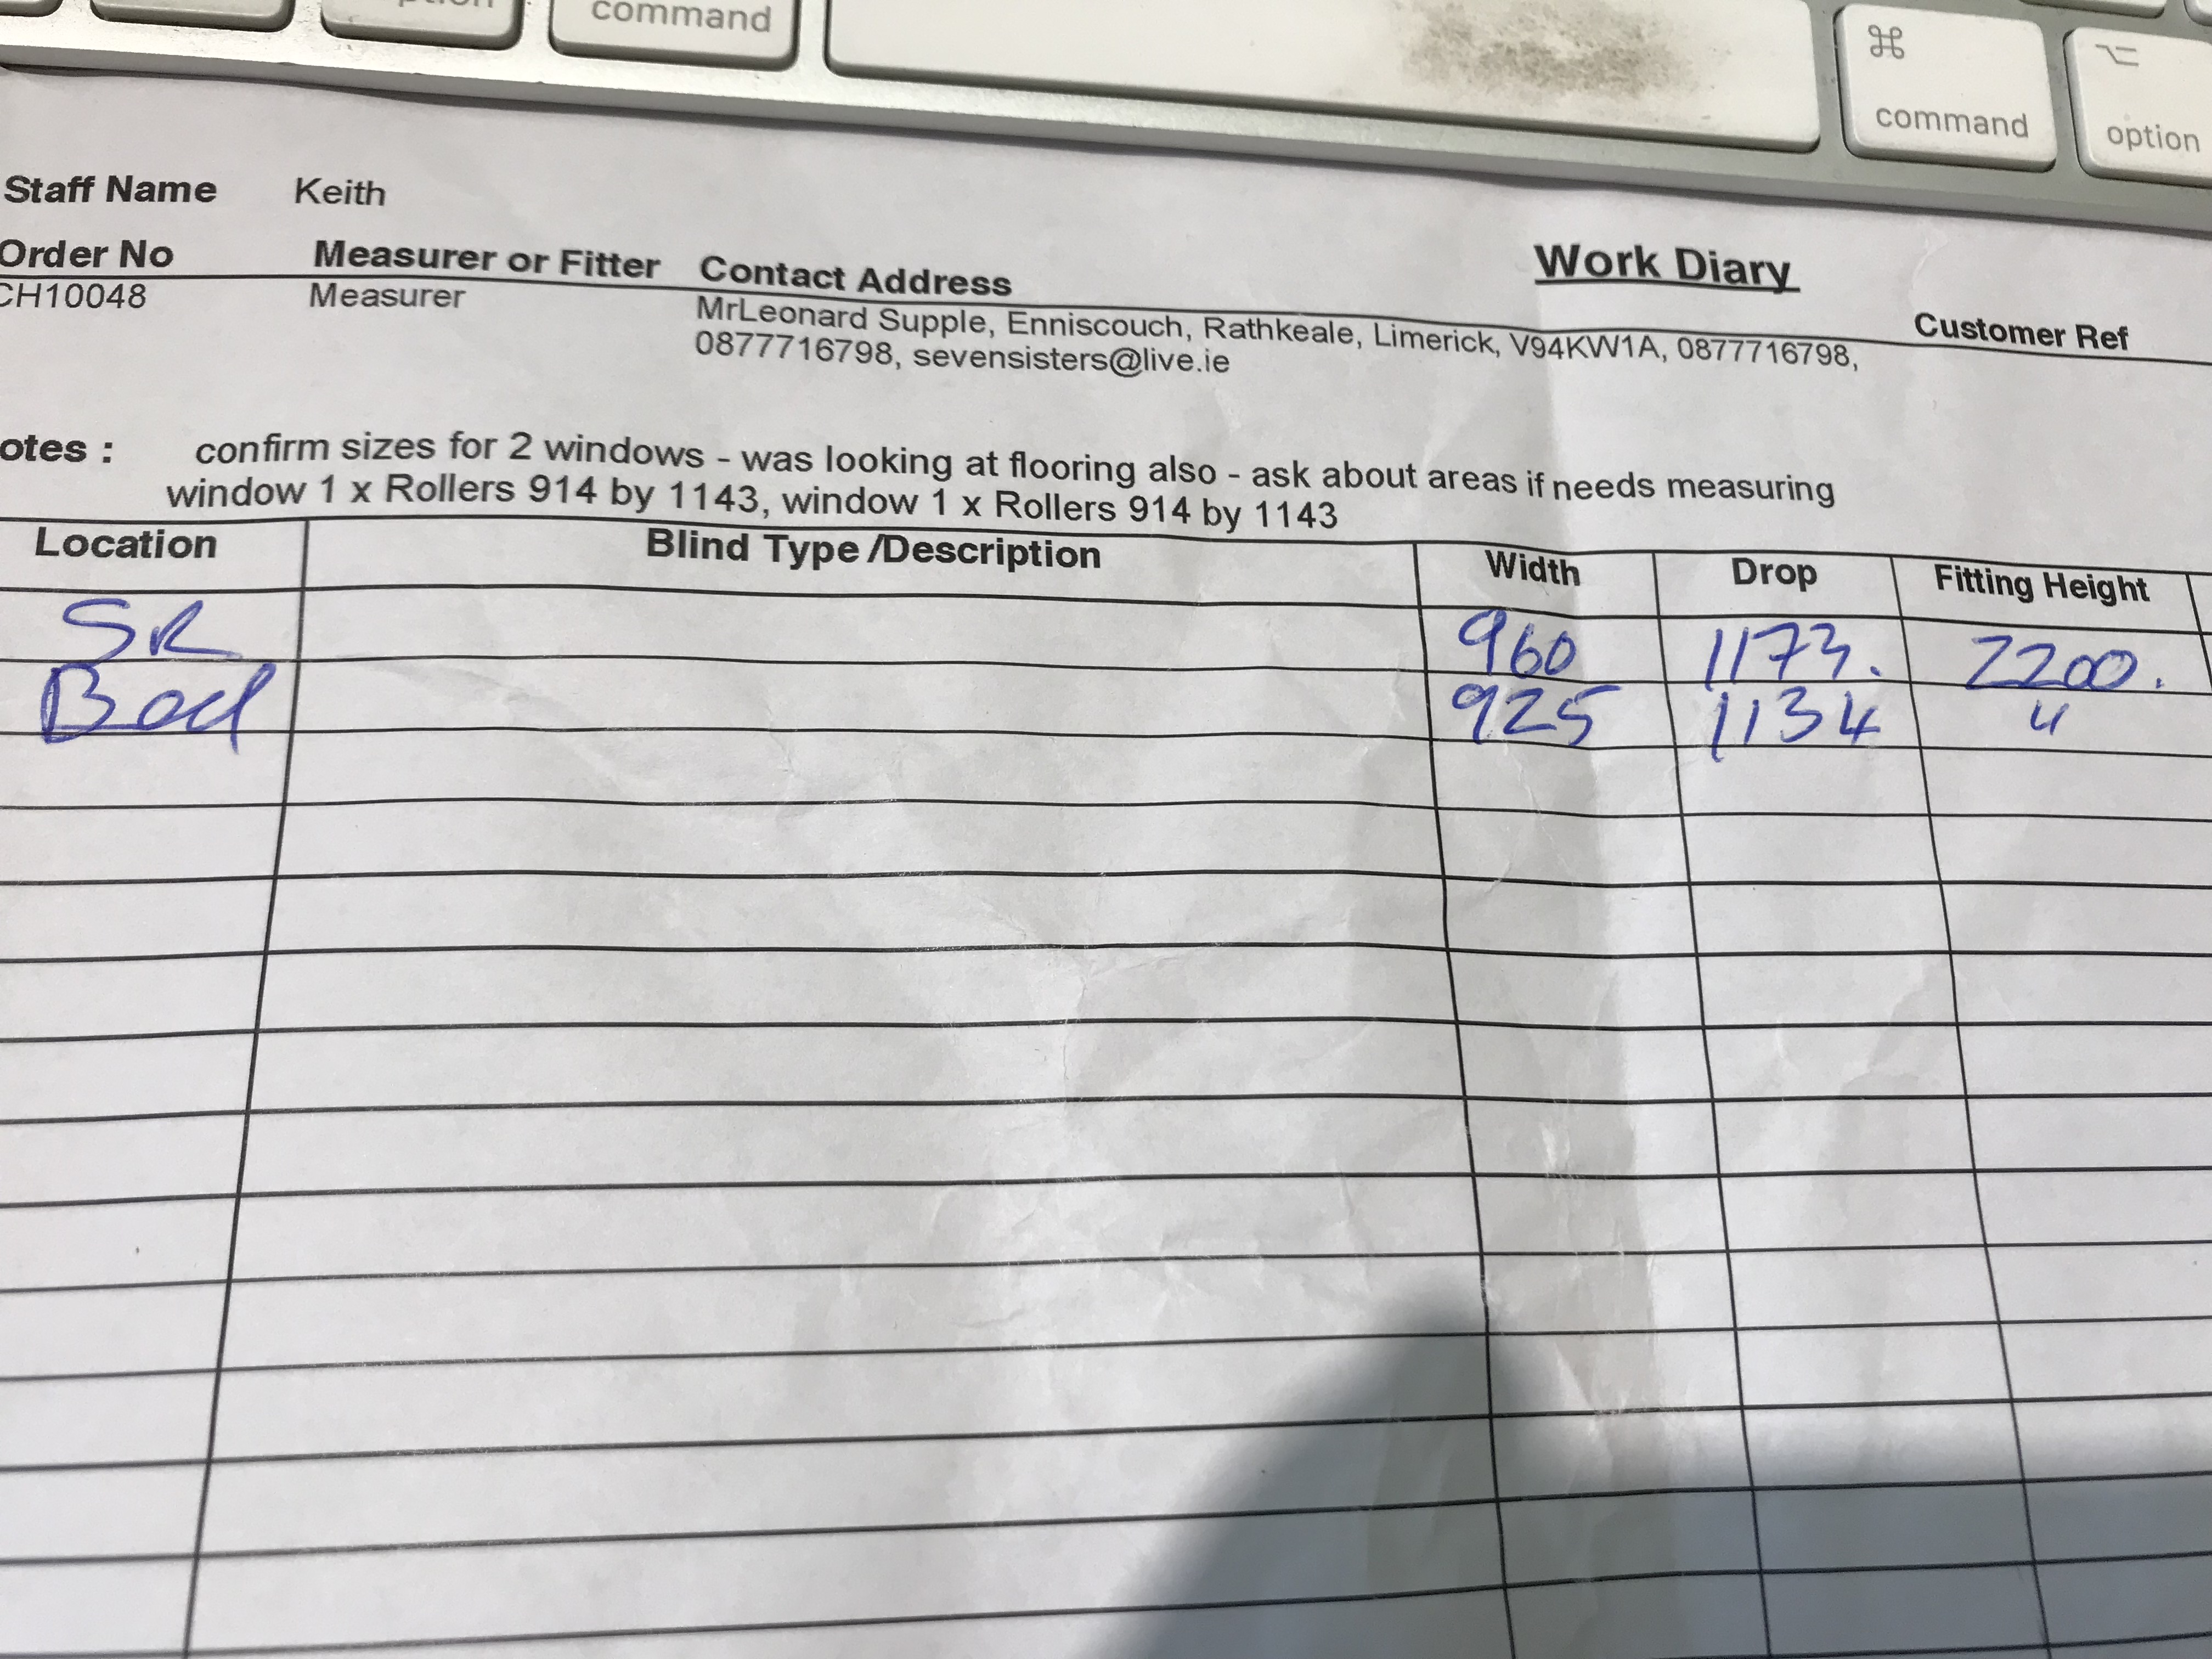 command
⌘
command
option
Staff Name Keith
Work Diary
Order No Measurer or Fitter Contact Address Customer Ref
CH10048 Measurer MrLeonard Supple, Enniscouch, Rathkeale, Limerick, V94KW1A, 0877716798,
0877716798, sevensisters@live.ie
otes : confirm sizes for 2 windows - was looking at flooring also - ask about areas if needs measuring
window 1 x Rollers 914 by 1143, window 1 x Rollers 914 by 1143
Location Blind Type /Description Width Drop Fitting Height
SR 960 1173. 2200.
Bed 925 1134 "